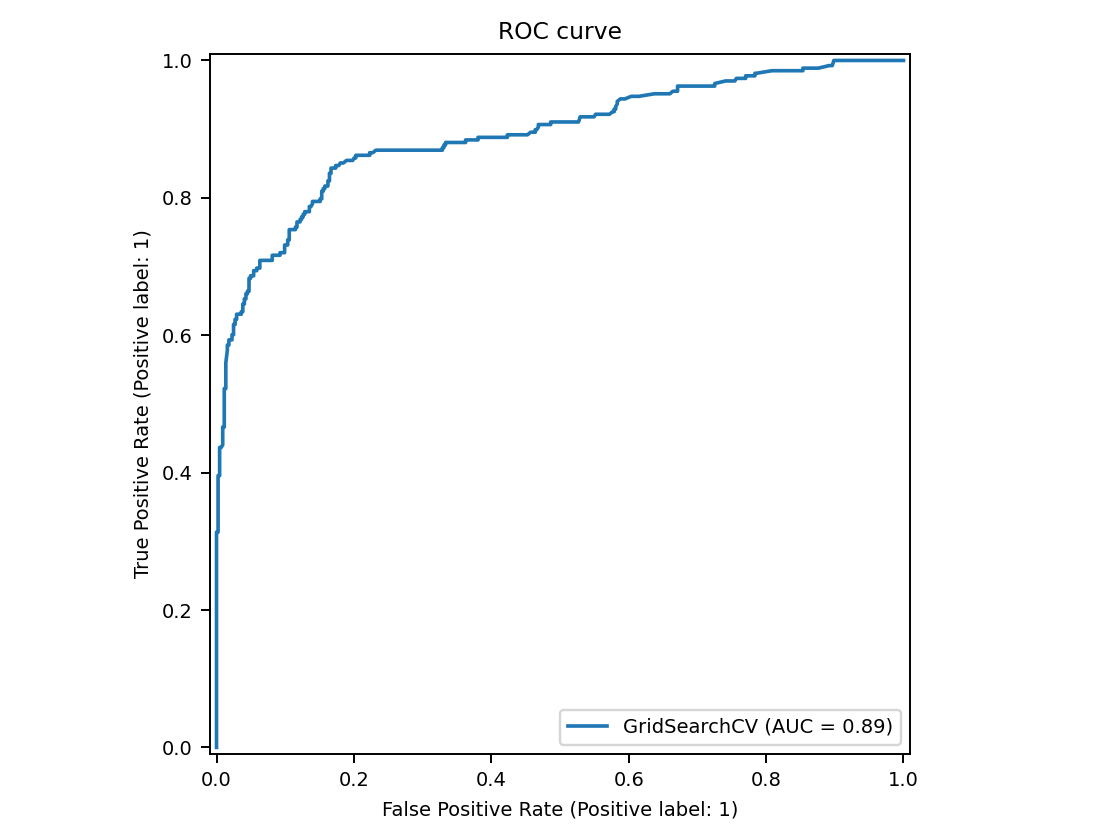 ROC curve
True Positive Rate (Positive label: 1)
1.0
0.8
0.6
0.4
0.2
0.0
GridSearchCV (AUC = 0.89)
0.0 0.2 0.4 0.6 0.8 1.0
False Positive Rate (Positive label: 1)